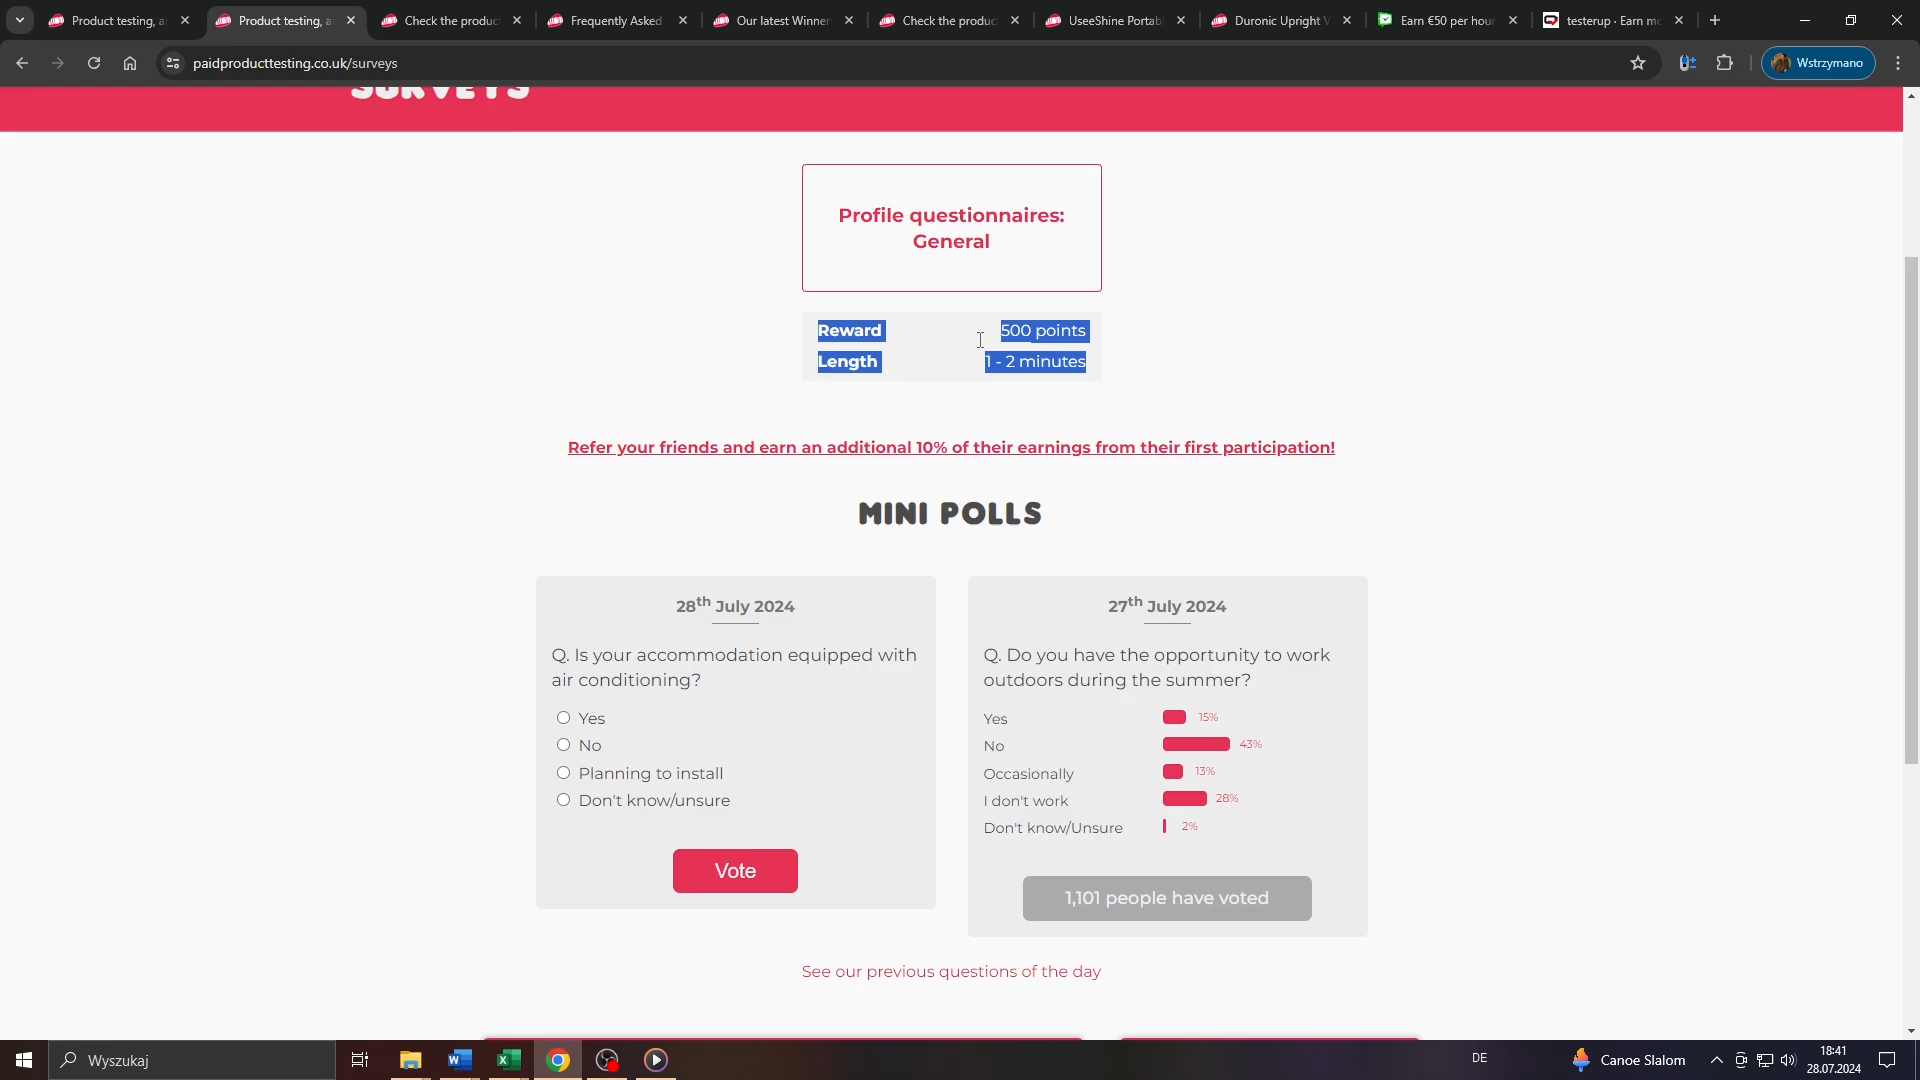 Product testing, a
Product testing, a
Check the produc
Frequently Asked
Our latest Winner
Check the produc
UseeShine Portab
Duronic Upright V
Earn €50 per hour
testerup · Earn mo
paidproducttesting.co.uk/surveys
Wstrzymano
SURVEYS
Profile questionnaires:
General
Reward 500 points
Length 1 - 2 minutes
Refer your friends and earn an additional 10% of their earnings from their first participation!
MINI POLLS
28th July 2024
Q. Is your accommodation equipped with
air conditioning?
Yes
No
Planning to install
Don't know/unsure
Vote
27th July 2024
Q. Do you have the opportunity to work
outdoors during the summer?
Yes 15%
No 43%
Occasionally 13%
I don't work 28%
Don't know/Unsure 2%
1,101 people have voted
See our previous questions of the day
Wyszukaj
DE
Canoe Slalom
18:41
28.07.2024